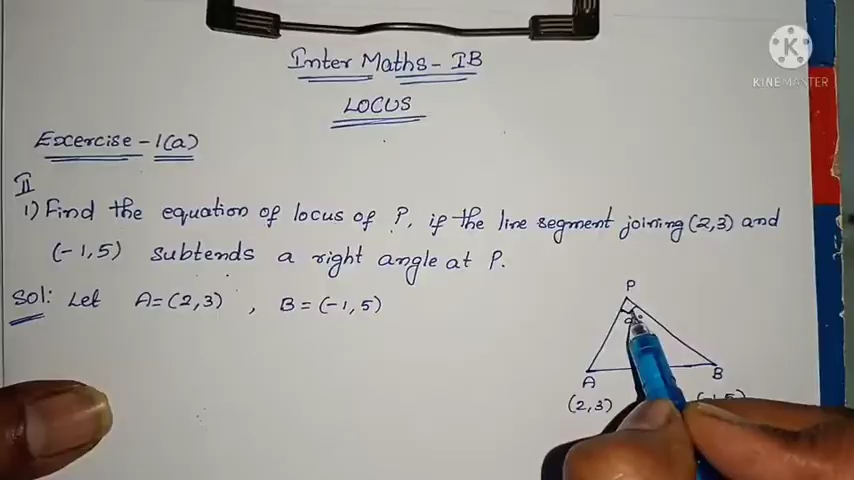 K
KINEMASTER
Inter Maths - IB
LOCUS
Excercise - 1(a)
II
1) Find the equation of locus of P, if the line segment joining (2,3) and
(-1,5) subtends a right angle at P.
Sol: Let A=(2,3) , B=(-1,5)
P
A
B
(2,3)